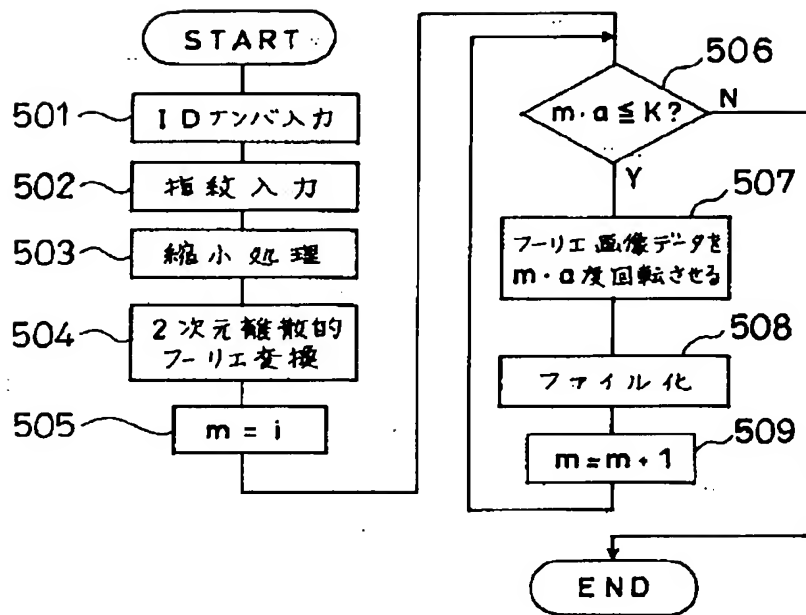 START
501
IDナンバ入力
502
指紋入力
503
縮小処理
504
2次元離散的
フーリエ変換
505
m = i
506
m・a≦K?
N
Y
507
フーリエ画像データを
m・a度回転させる
508
ファイル化
509
m=m+1
END